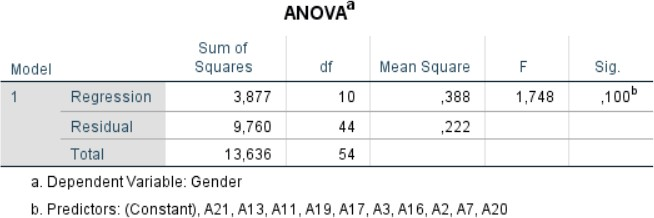 ANOVAa
Model Sum of Squares df Mean Square F Sig.
1 Regression 3,877 10 ,388 1,748 ,100b
Residual 9,760 44 ,222
Total 13,636 54
a. Dependent Variable: Gender
b. Predictors: (Constant), A21, A13, A11, A19, A17, A3, A16, A2, A7, A20